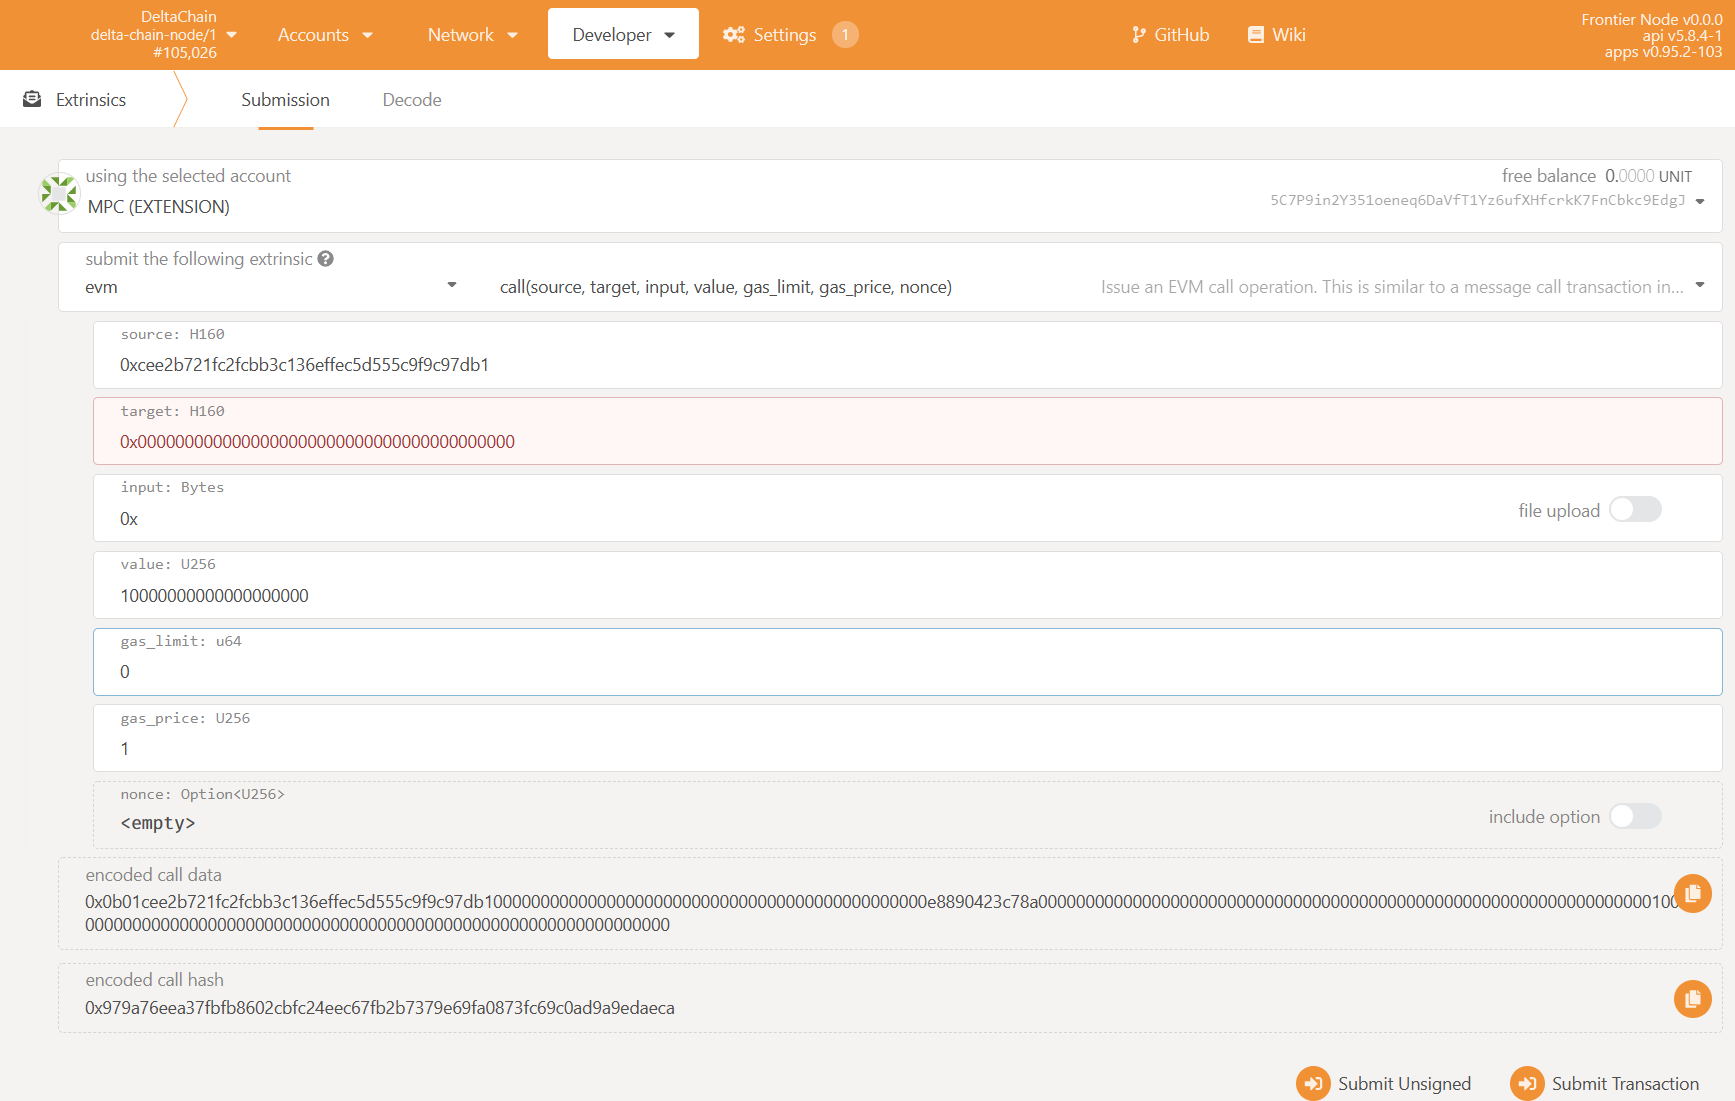 DeltaChain
delta-chain-node/1
#105,026
Accounts
Network
Developer
Settings
1
GitHub
Wiki
Frontier Node v0.0.0
api v5.8.4-1
apps v0.95.2-103
Extrinsics
Submission
Decode
using the selected account
MPC (EXTENSION)
free balance 0.0000 UNIT
5C7P9in2Y351oeneq6DaVfT1Yz6ufXHfcrkK7FnCbkc9EdgJ
submit the following extrinsic
evm
call(source, target, input, value, gas_limit, gas_price, nonce)
Issue an EVM call operation. This is similar to a message call transaction in...
source: H160
0xcee2b721fc2fcbb3c136effec5d555c9f9c97db1
target: H160
0x0000000000000000000000000000000000000000
input: Bytes
0x
file upload
value: U256
10000000000000000000
gas_limit: u64
0
gas_price: U256
1
nonce: Option<U256>
<empty>
include option
encoded call data
encoded call hash
0x979a76eea37fbfb8602cbfc24eec67fb2b7379e69fa0873fc69c0ad9a9edaeca
Submit Unsigned
Submit Transaction